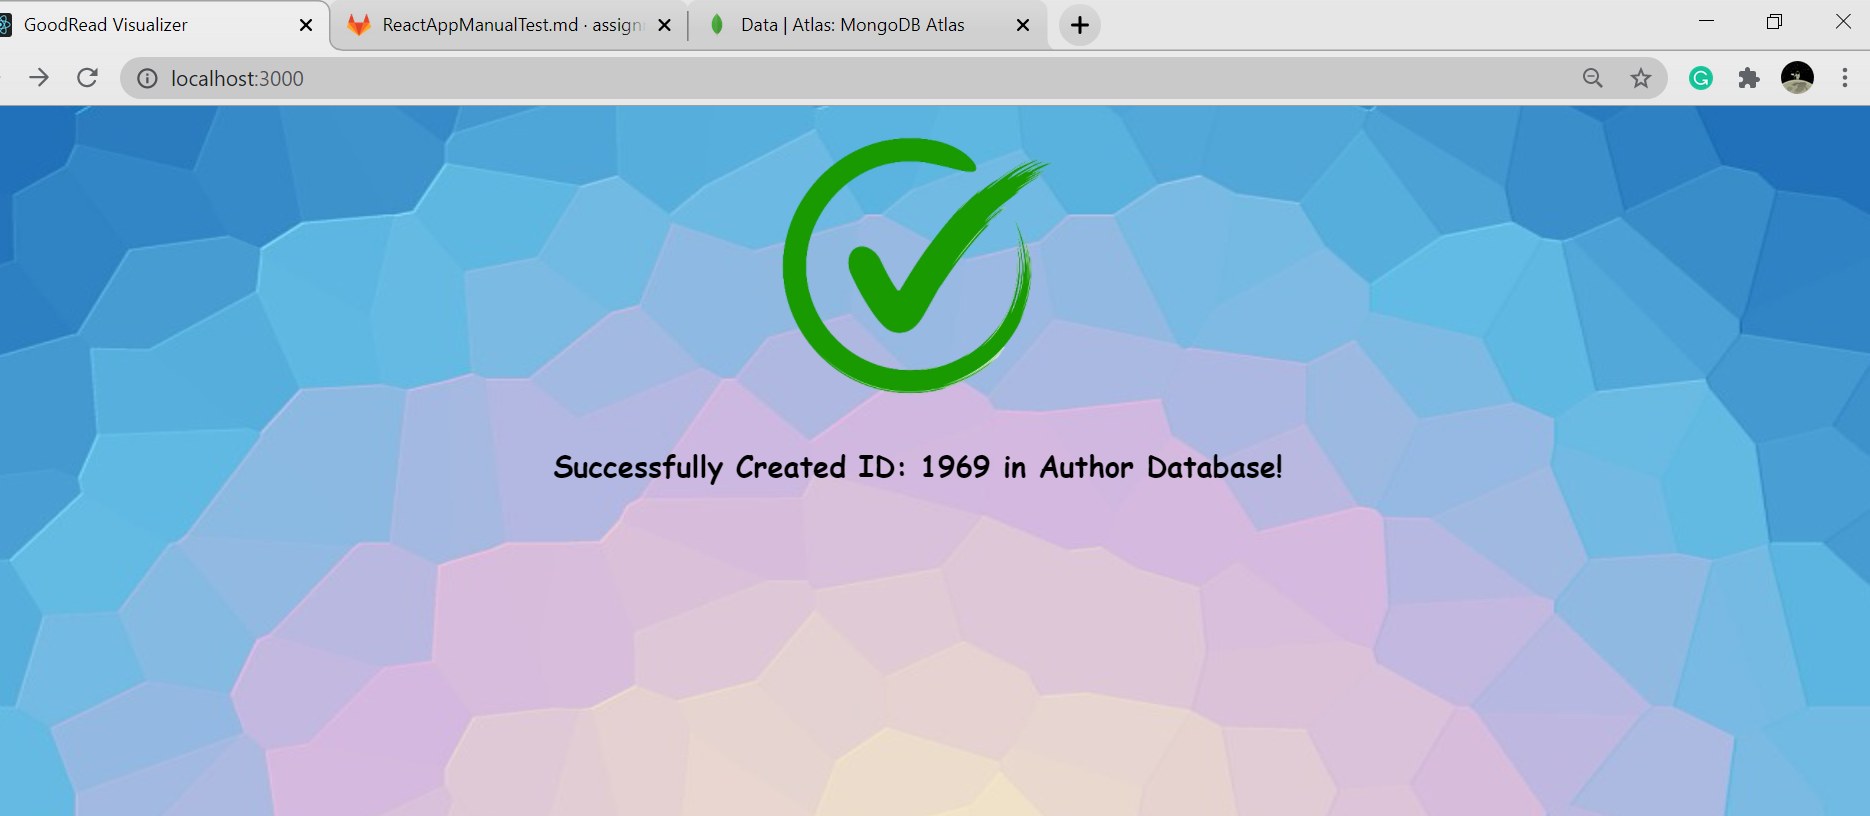 GoodRead Visualizer
ReactAppManualTest.md · assign
Data | Atlas: MongoDB Atlas
localhost:3000
Successfully Created ID: 1969 in Author Database!